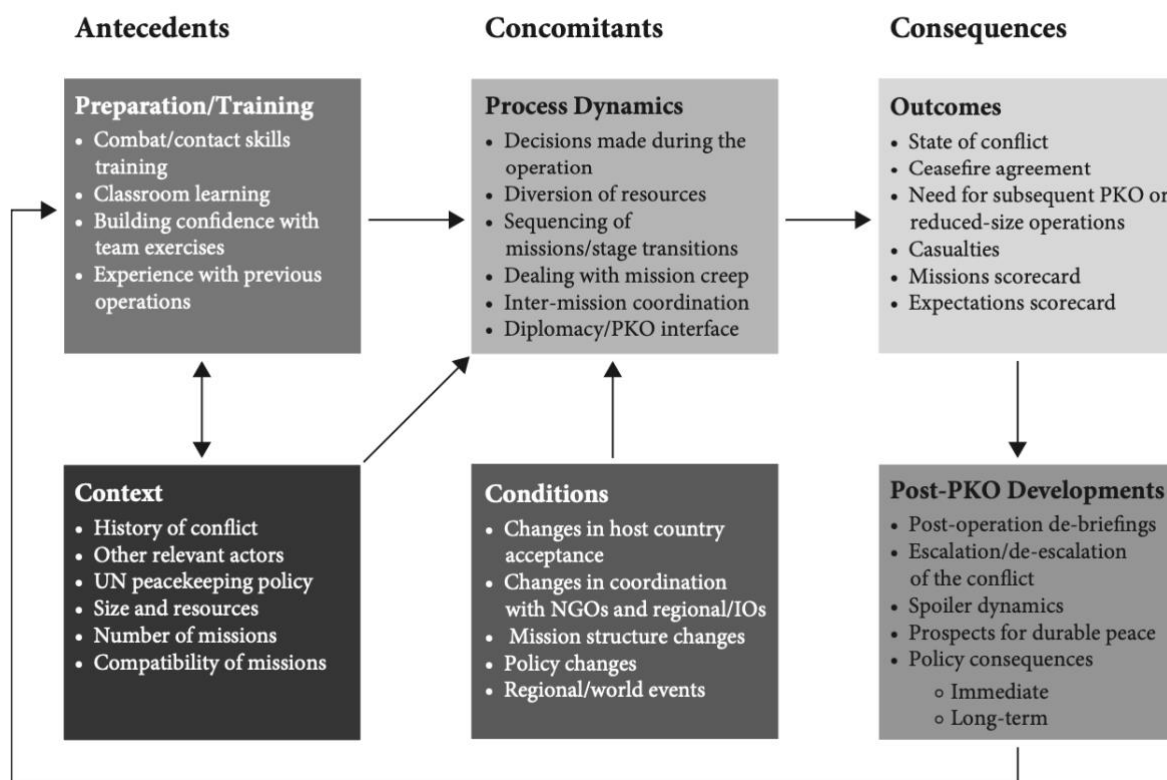 Antecedents
Concomitants
Consequences
Preparation/Training
• Combat/contact skills
training
• Classroom learning
• Building confidence with
team exercises
• Experience with previous
operations
Process Dynamics
• Decisions made during the
operation
• Diversion of resources
• Sequencing of
missions/stage transitions
• Dealing with mission creep
• Inter-mission coordination
• Diplomacy/PKO interface
Outcomes
• State of conflict
• Ceasefire agreement
• Need for subsequent PKO or
reduced-size operations
• Casualties
• Missions scorecard
• Expectations scorecard
Context
• History of conflict
• Other relevant actors
• UN peacekeeping policy
• Size and resources
• Number of missions
• Compatibility of missions
Conditions
• Changes in host country
acceptance
• Changes in coordination
with NGOs and regional/IOs
• Mission structure changes
• Policy changes
• Regional/world events
Post-PKO Developments
• Post-operation de-briefings
• Escalation/de-escalation
of the conflict
• Spoiler dynamics
• Prospects for durable peace
• Policy consequences
○ Immediate
○ Long-term